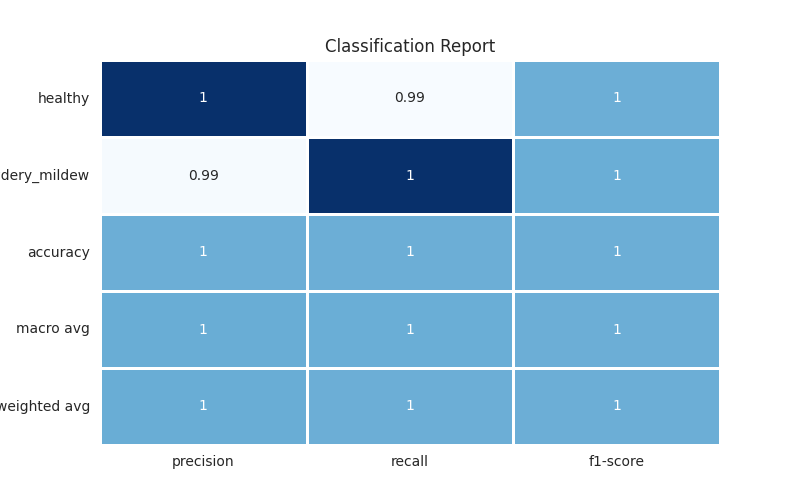 Classification Report
healthy 1 0.99 1
dery_mildew 0.99 1 1
accuracy 1 1 1
macro avg 1 1 1
weighted avg 1 1 1
precision recall f1-score